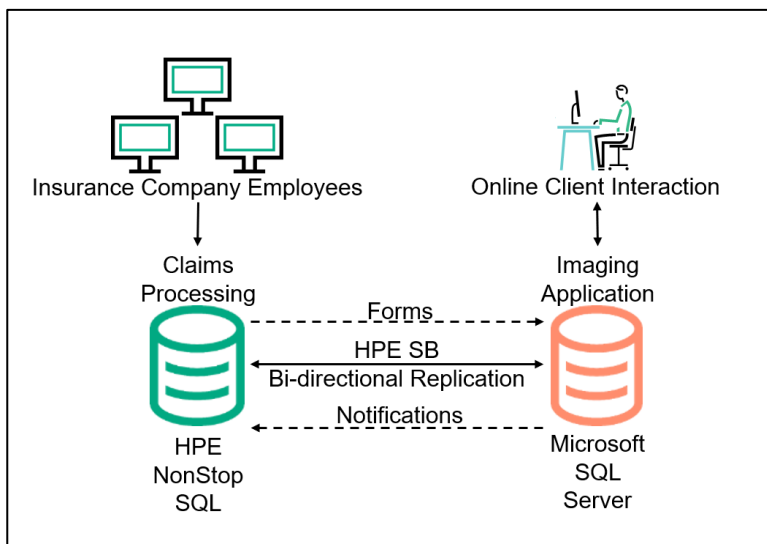 Insurance Company Employees
Online Client Interaction
Claims
Processing
Imaging
Application
Forms
HPE SB
Bi-directional Replication
Notifications
HPE
NonStop
SQL
Microsoft
SQL
Server